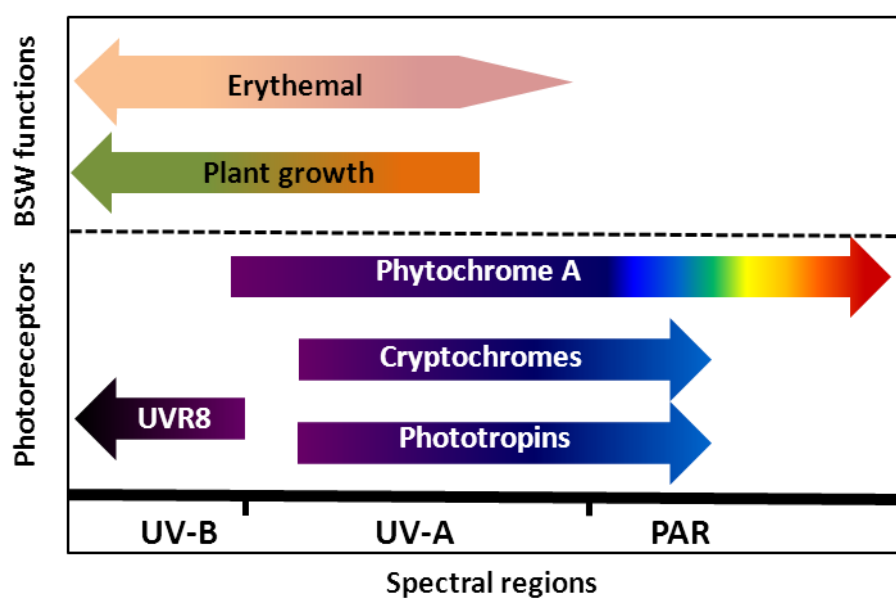 BSW functions
Erythemal
Plant growth
Photoreceptors
Phytochrome A
Cryptochromes
UVR8
Phototropins
UV-B
UV-A
PAR
Spectral regions